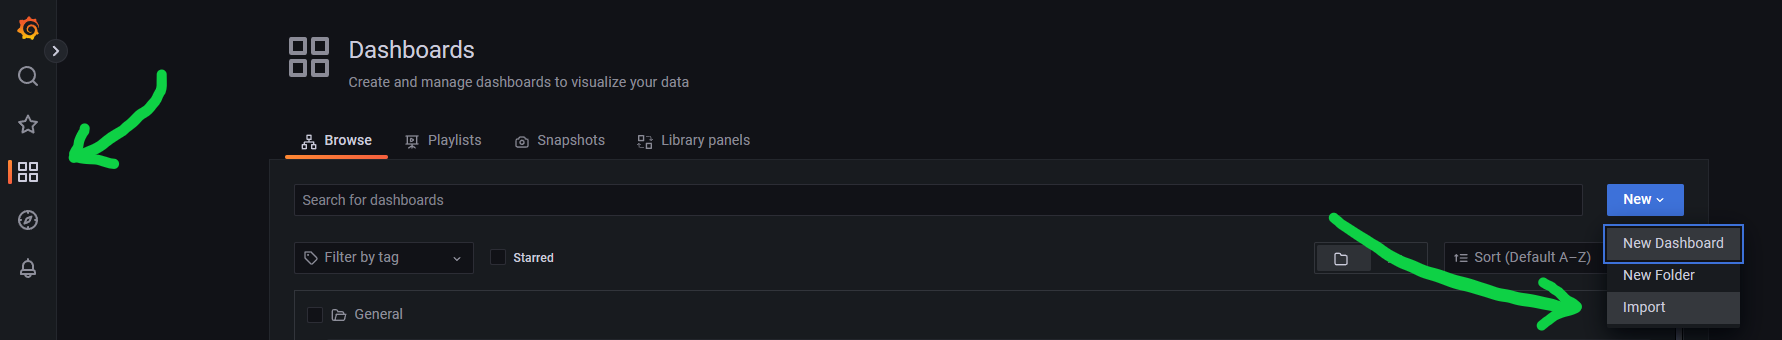 Dashboards
Create and manage dashboards to visualize your data
Browse Playlists Snapshots Library panels
Search for dashboards New
New Dashboard
Filter by tag Starred Sort (Default A–Z)
New Folder
Import
General